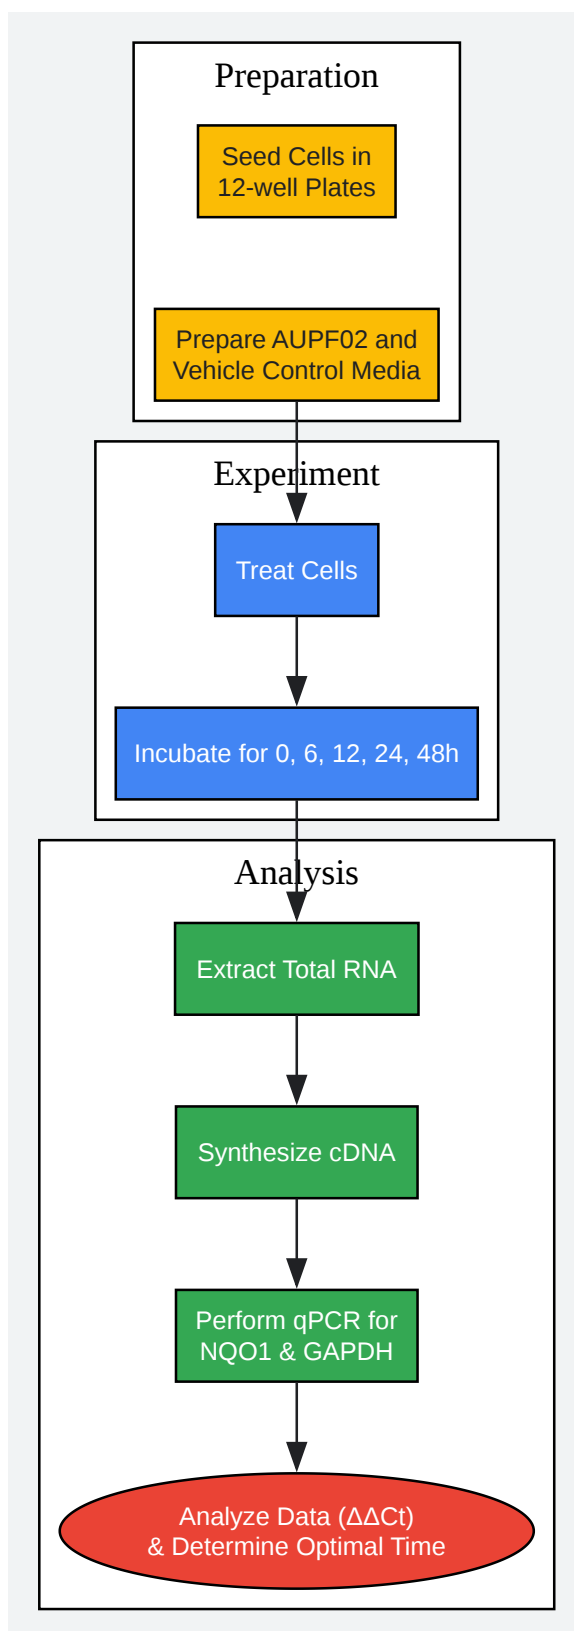 Preparation
Seed Cells in
12-well Plates
Prepare AUPF02 and
Vehicle Control Media
Experiment
Treat Cells
Incubate for 0, 6, 12, 24, 48h
Analysis
Extract Total RNA
Synthesize cDNA
Perform qPCR for
NQO1 & GAPDH
Analyze Data (ΔΔCt)
& Determine Optimal Time